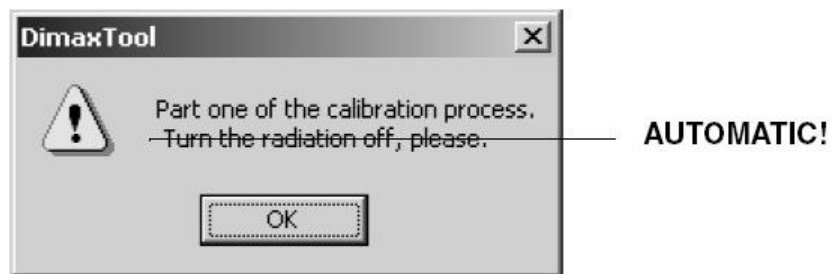 DimaxTool
Part one of the calibration process.
Turn the radiation off, please.
AUTOMATIC!
OK